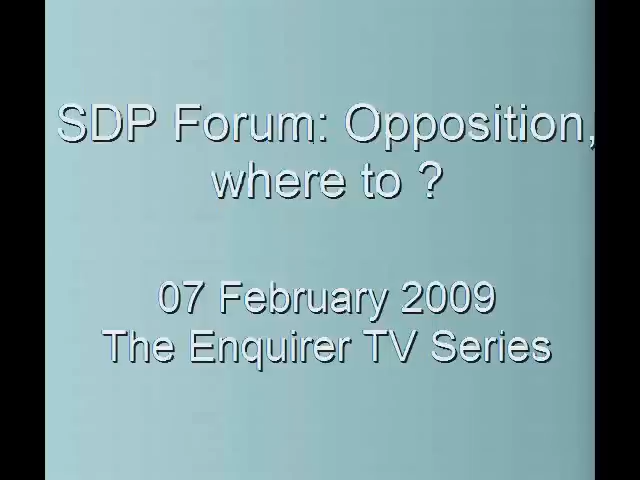 SDP Forum: Opposition,
where to ?
07 February 2009
The Enquirer TV Series